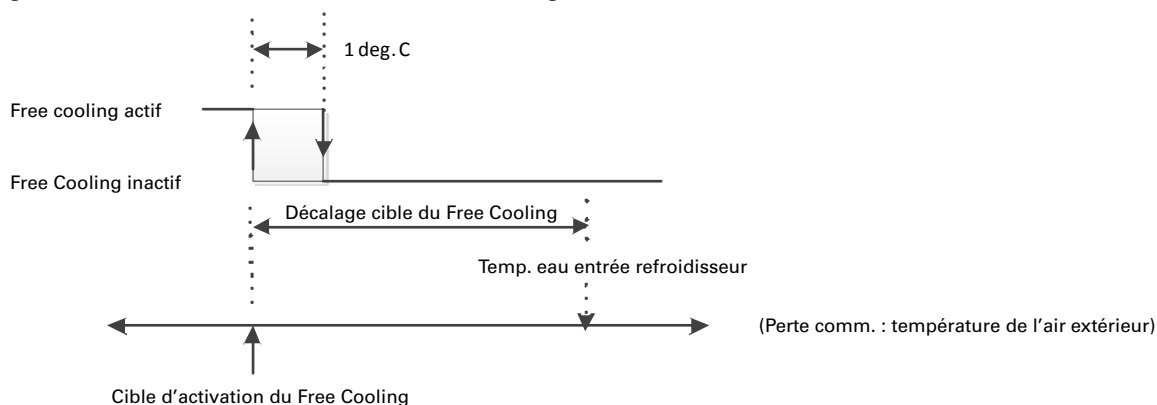 1 deg. C
Free cooling actif
Free Cooling inactif
Décalage cible du Free Cooling
Temp. eau entrée refroidisseur
(Perte comm. : température de l'air extérieur)
Cible d'activation du Free Cooling